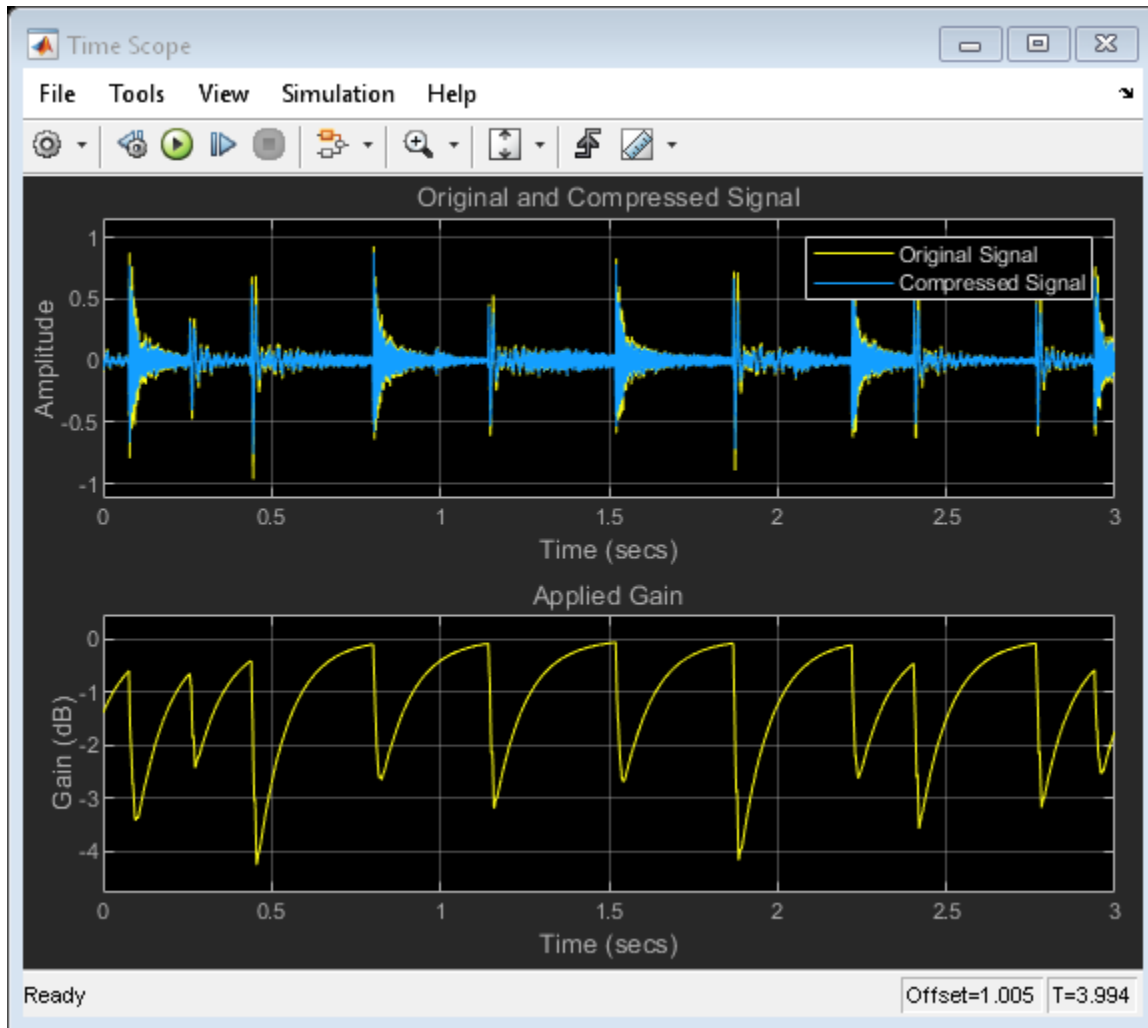 Time Scope
File Tools View Simulation Help
Original and Compressed Signal
Original Signal
Compressed Signal
1
0.5
0
-0.5
-1
Amplitude
0 0.5 1 1.5 2 2.5 3
Time (secs)
Applied Gain
0
-1
-2
-3
-4
Gain (dB)
0 0.5 1 1.5 2 2.5 3
Time (secs)
Ready Offset=1.005 T=3.994